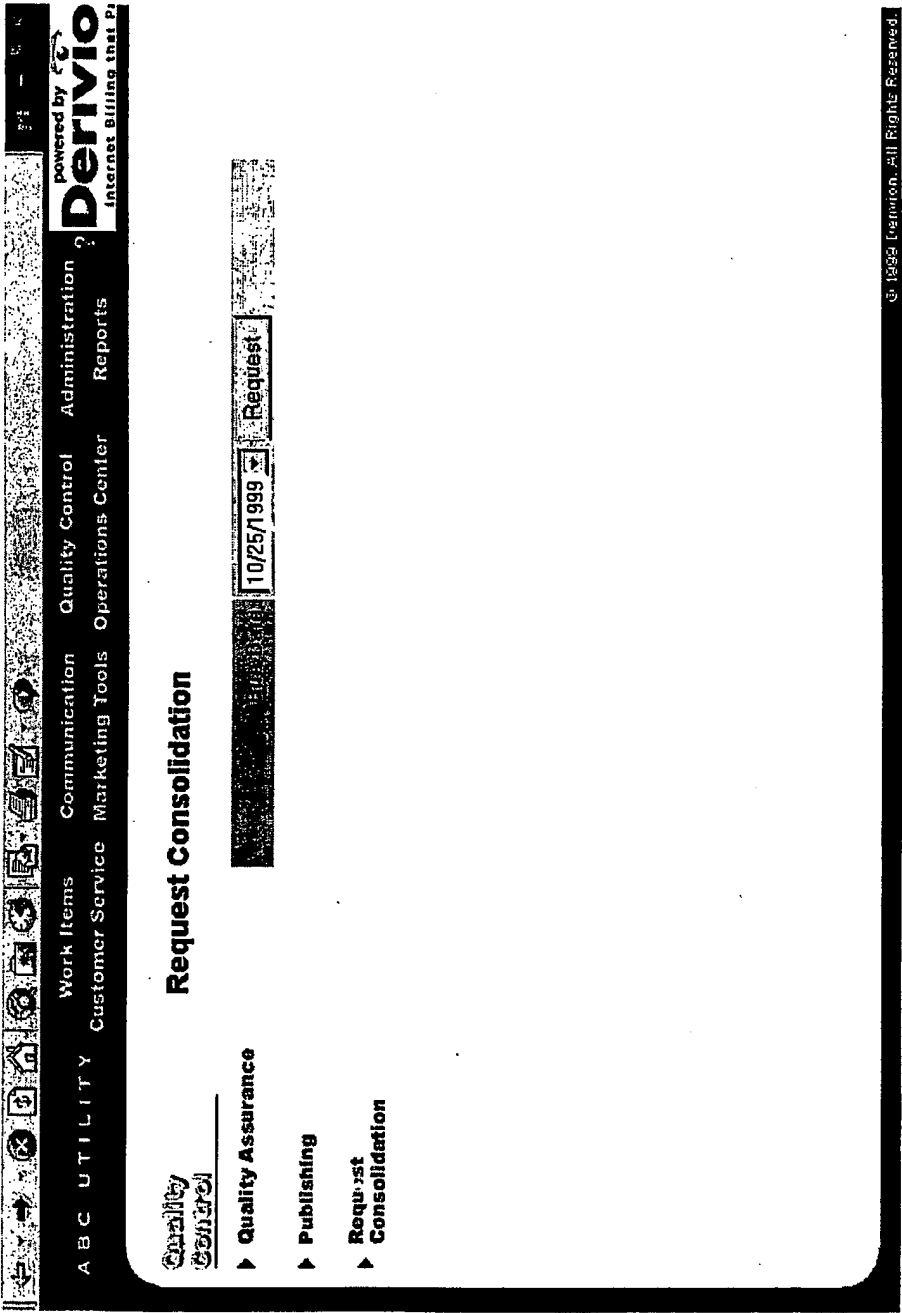 powered by
Derivio
Internet Billing that P
A B C U T I L I T Y
Work Items Communication Quality Control Administration ?
Customer Service Marketing Tools Operations Center Reports
Quality
Control
Quality Assurance
Publishing
Request
Consolidation
Request Consolidation
10/25/1999 Request
© 1999 Derivion. All Rights Reserved.